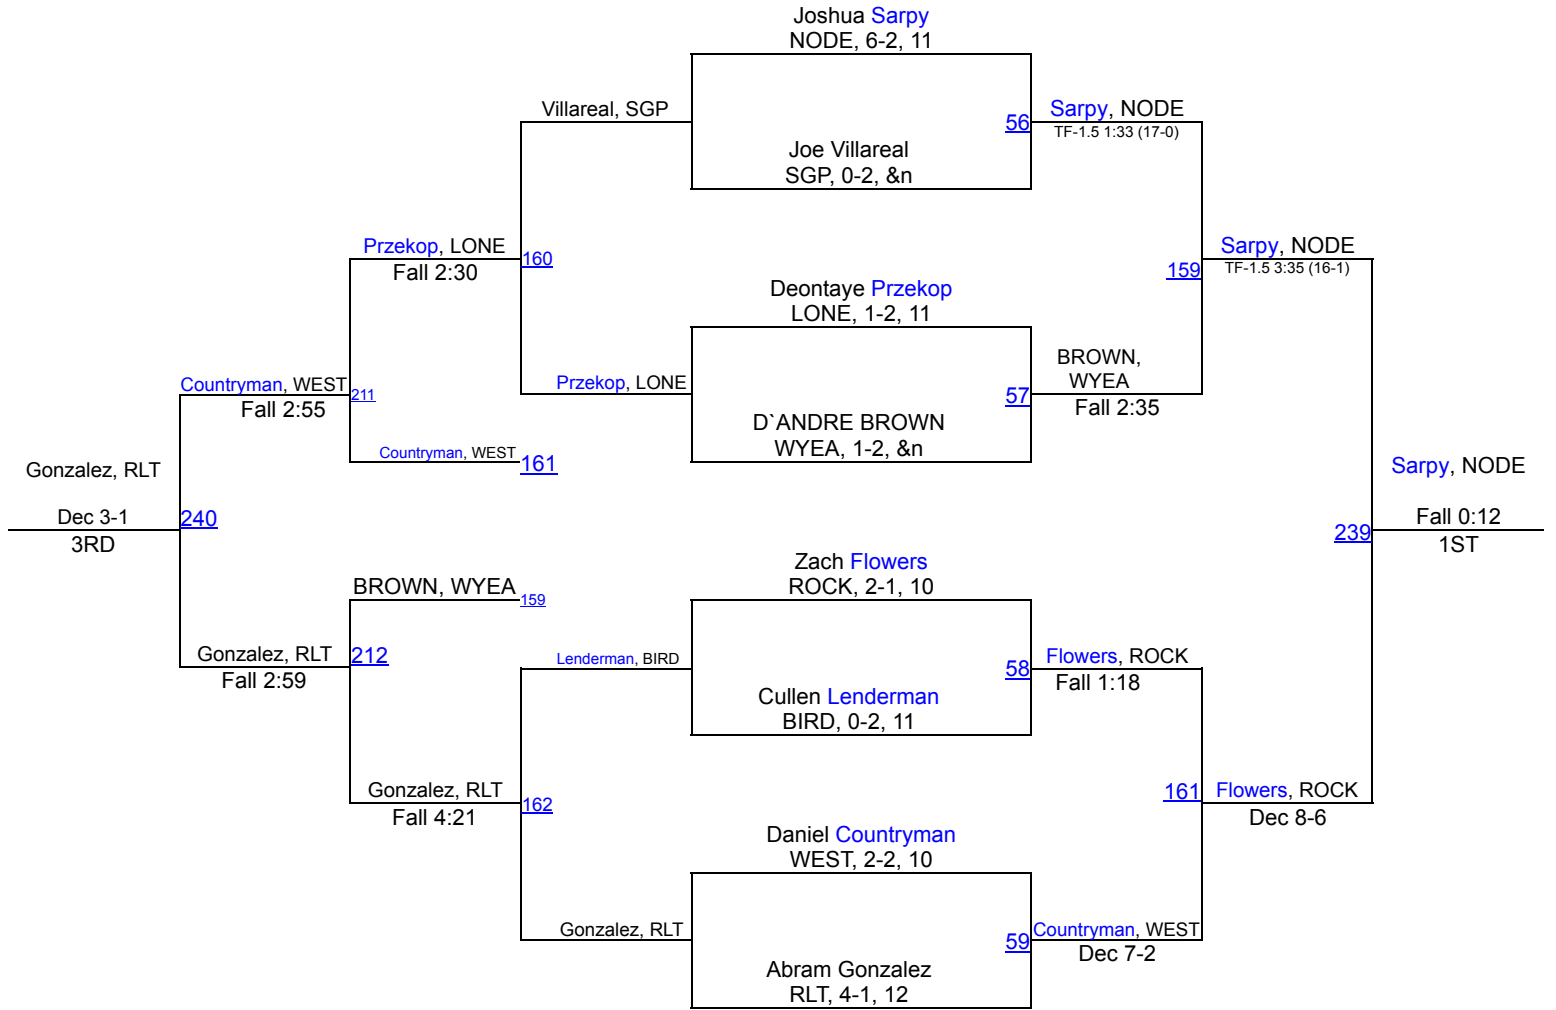 Joshua Sarpy
NODE, 6-2, 11
Villareal, SGP
56
Sarpy, NODE
TF-1.5 1:33 (17-0)
Joe Villareal
SGP, 0-2, &n
Przekop, LONE
160
Fall 2:30
159
Sarpy, NODE
TF-1.5 3:35 (16-1)
Deontaye Przekop
LONE, 1-2, 11
Countryman, WEST
211
Fall 2:55
Przekop, LONE
57
BROWN,
WYEA
Fall 2:35
D`ANDRE BROWN
WYEA, 1-2, &n
Countryman, WEST
161
Gonzalez, RLT
Dec 3-1
3RD
240
Sarpy, NODE
239
Fall 0:12
1ST
Zach Flowers
ROCK, 2-1, 10
BROWN, WYEA
159
Gonzalez, RLT
212
Fall 2:59
Lenderman, BIRD
58
Flowers, ROCK
Fall 1:18
Cullen Lenderman
BIRD, 0-2, 11
Gonzalez, RLT
162
Fall 4:21
161
Flowers, ROCK
Dec 8-6
Daniel Countryman
WEST, 2-2, 10
Gonzalez, RLT
59
Countryman, WEST
Dec 7-2
Abram Gonzalez
RLT, 4-1, 12